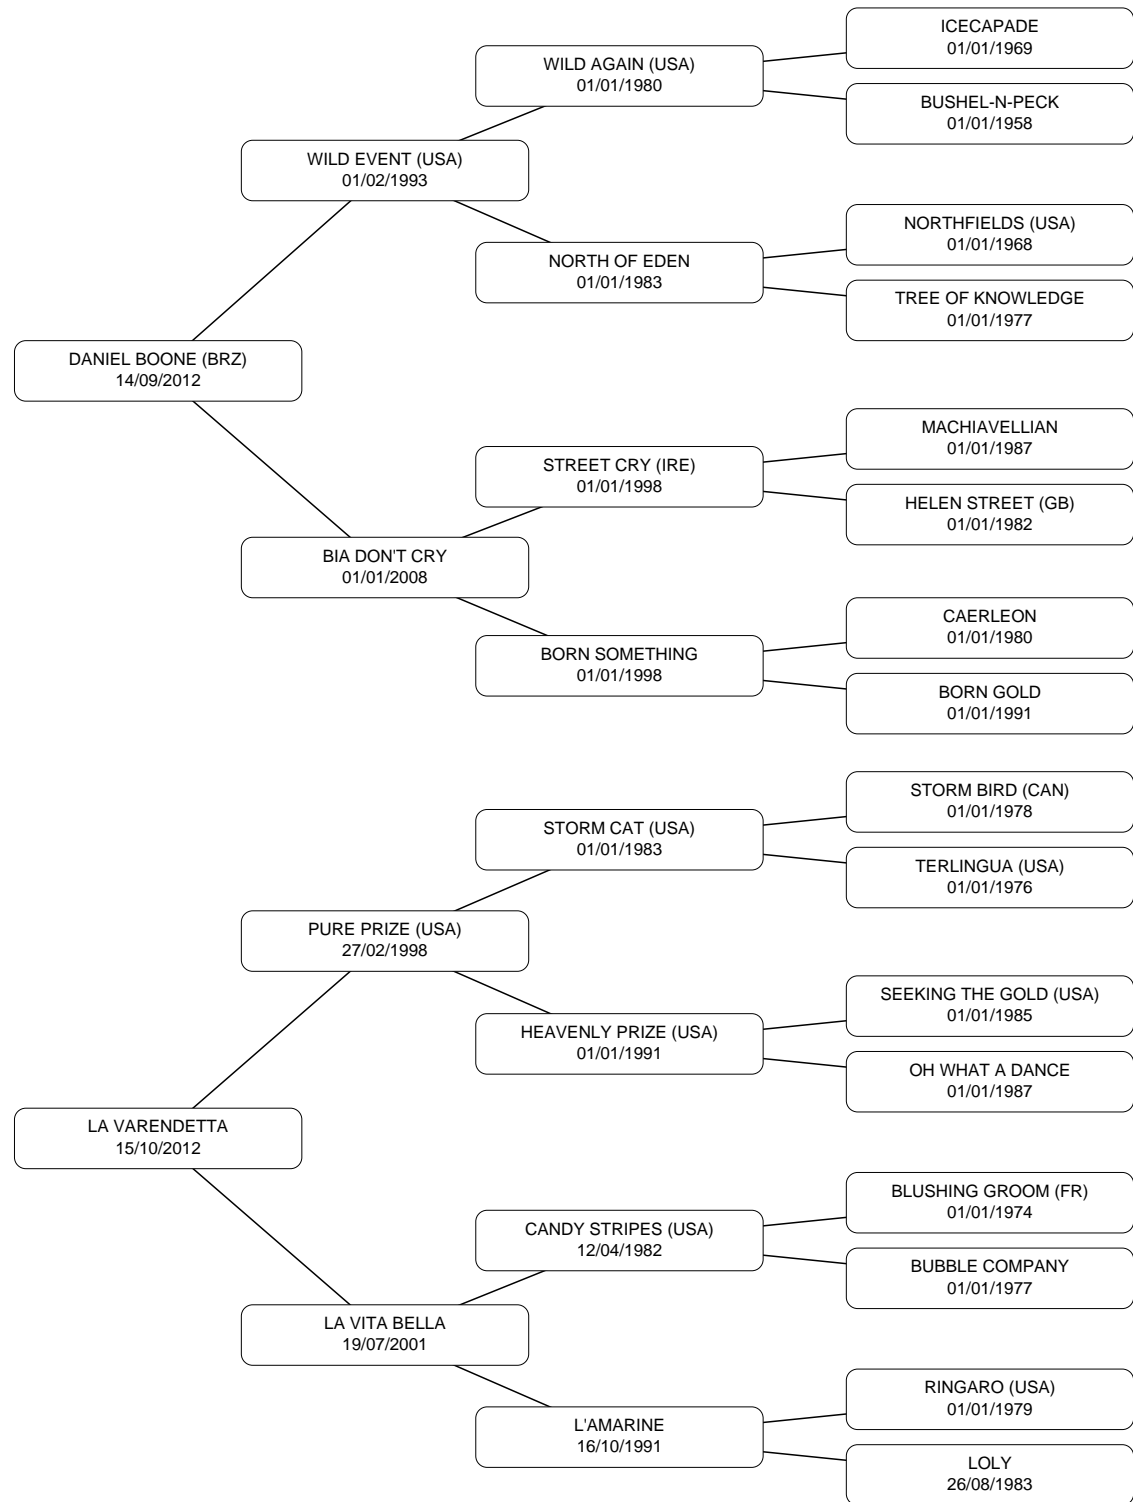 ICECAPADE
01/01/1969
WILD AGAIN (USA)
01/01/1980
BUSHEL-N-PECK
01/01/1958
WILD EVENT (USA)
01/02/1993
NORTHFIELDS (USA)
01/01/1968
NORTH OF EDEN
01/01/1983
TREE OF KNOWLEDGE
01/01/1977
DANIEL BOONE (BRZ)
14/09/2012
MACHIAVELLIAN
01/01/1987
STREET CRY (IRE)
01/01/1998
HELEN STREET (GB)
01/01/1982
BIA DON'T CRY
01/01/2008
CAERLEON
01/01/1980
BORN SOMETHING
01/01/1998
BORN GOLD
01/01/1991
STORM BIRD (CAN)
01/01/1978
STORM CAT (USA)
01/01/1983
TERLINGUA (USA)
01/01/1976
PURE PRIZE (USA)
27/02/1998
SEEKING THE GOLD (USA)
01/01/1985
HEAVENLY PRIZE (USA)
01/01/1991
OH WHAT A DANCE
01/01/1987
LA VARENDETTA
15/10/2012
BLUSHING GROOM (FR)
01/01/1974
CANDY STRIPES (USA)
12/04/1982
BUBBLE COMPANY
01/01/1977
LA VITA BELLA
19/07/2001
RINGARO (USA)
01/01/1979
L'AMARINE
16/10/1991
LOLY
26/08/1983